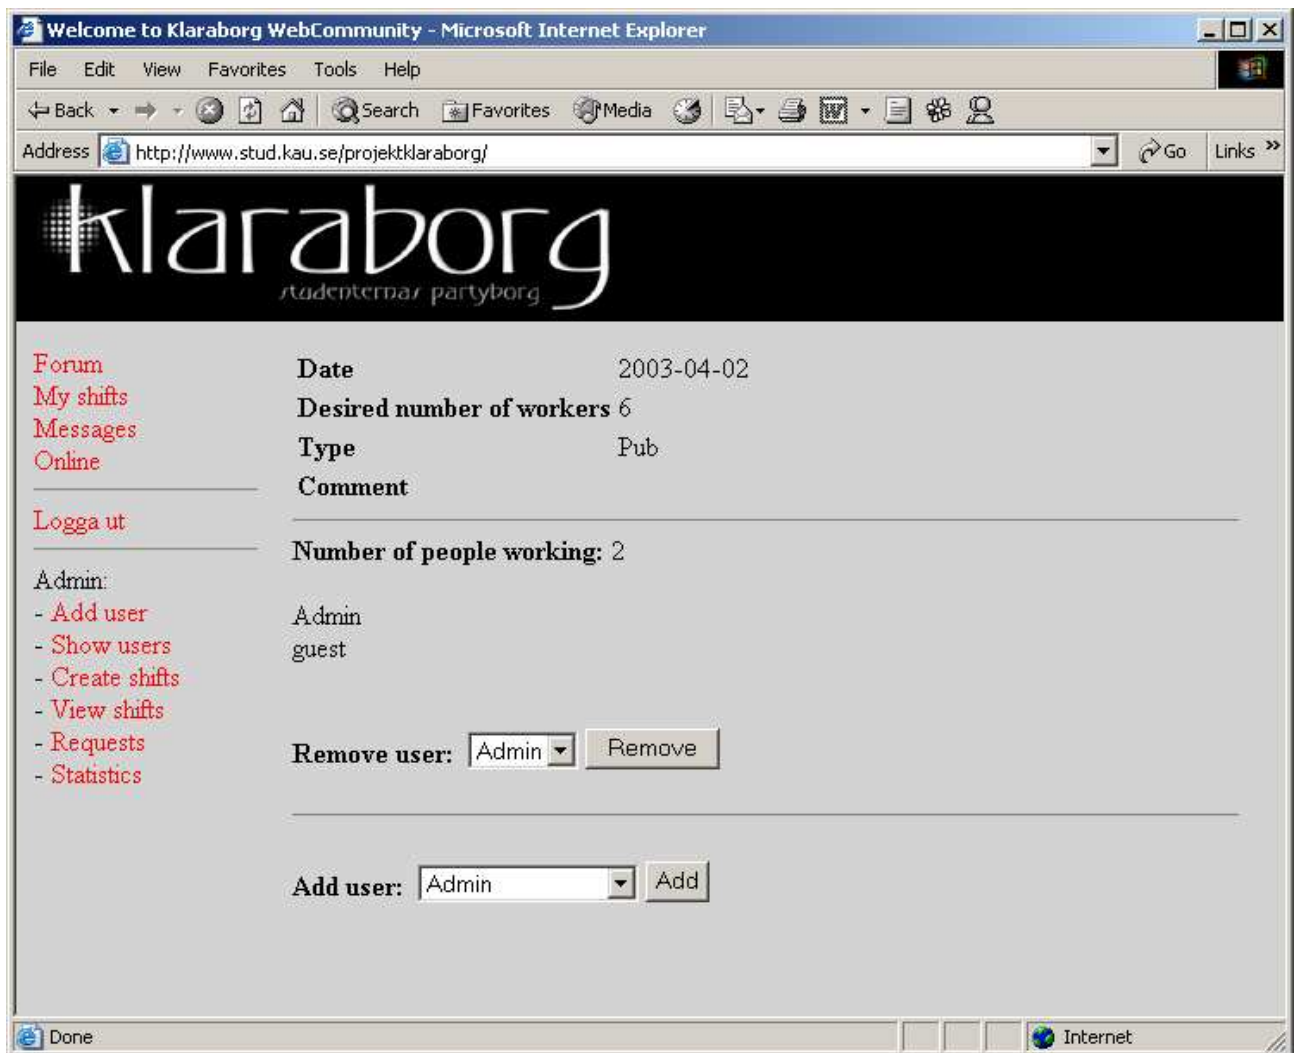 Welcome to Klaraborg WebCommunity - Microsoft Internet Explorer
File Edit View Favorites Tools Help
Back Search Favorites Media
Address http://www.stud.kau.se/projektklaraborg/ Go Links »
klaraborg
studenternas partyborg
Forum
My shifts
Messages
Online
Logga ut
Admin:
- Add user
- Show users
- Create shifts
- View shifts
- Requests
- Statistics
Date 2003-04-02
Desired number of workers 6
Type Pub
Comment
Number of people working: 2
Admin
guest
Remove user: Admin Remove
Add user: Admin Add
Done Internet